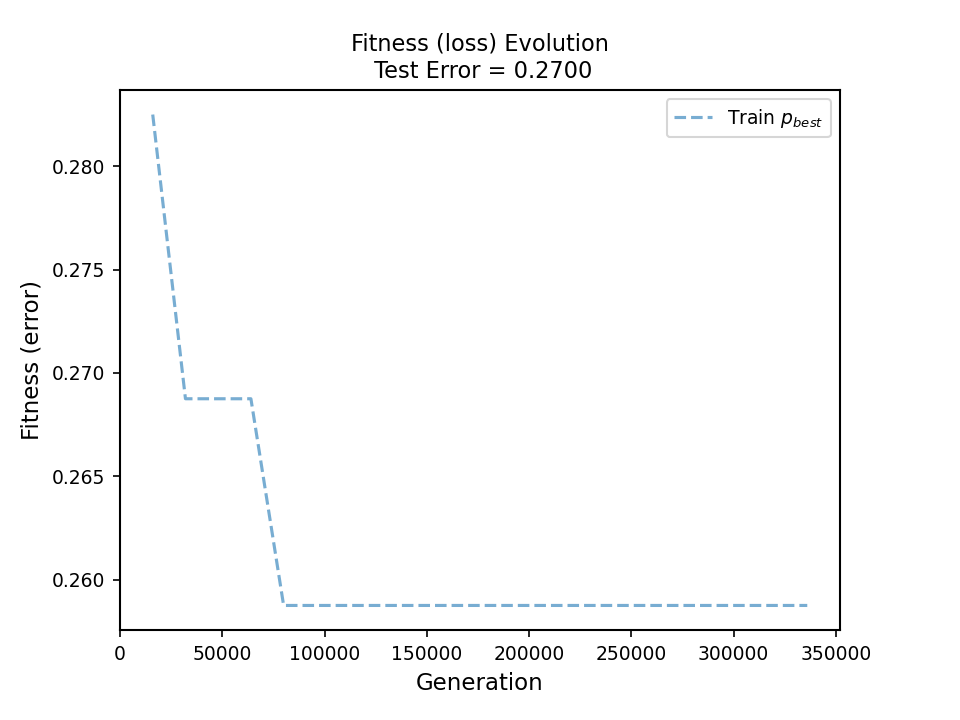 Fitness (loss) Evolution
Test Error = 0.2700
Train p_best
0.280
0.275
0.270
0.265
0.260
Fitness (error)
0 50000 100000 150000 200000 250000 300000 350000
Generation